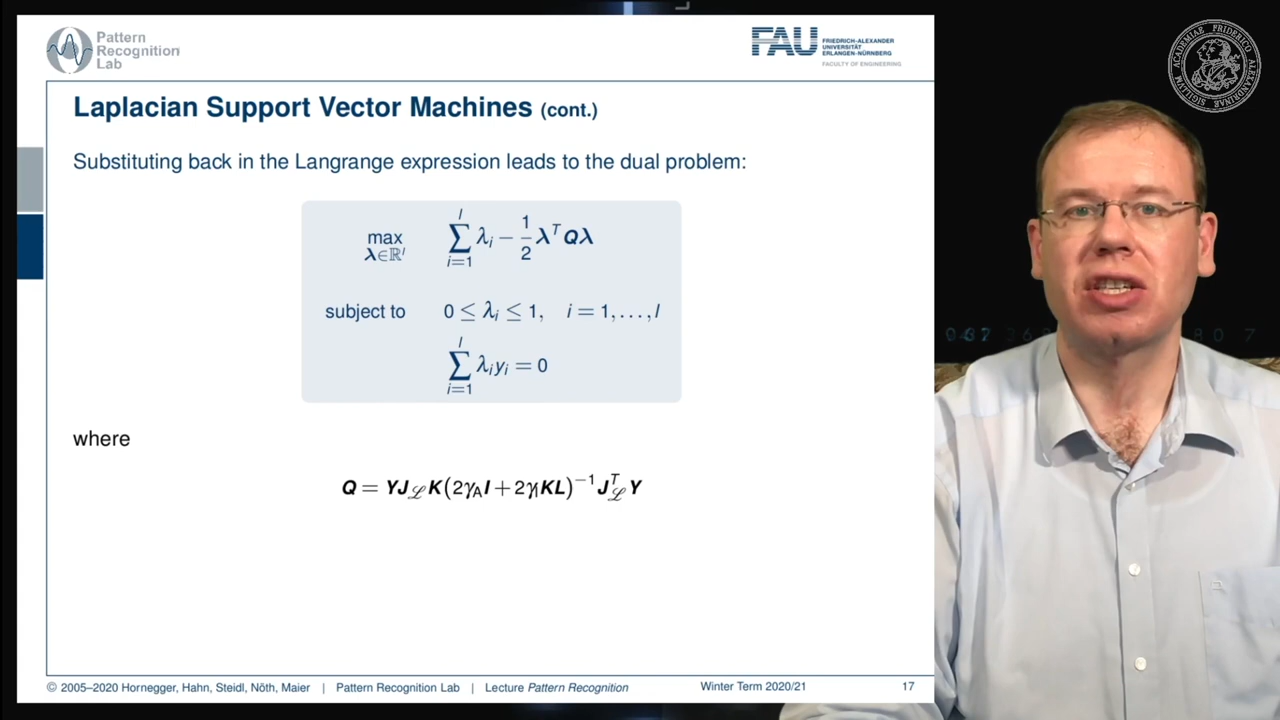 Pattern
Recognition
Lab
FAU
FRIEDRICH-ALEXANDER
UNIVERSITÄT
ERLANGEN-NÜRNBERG
FACULTY OF ENGINEERING
Laplacian Support Vector Machines (cont.)
Substituting back in the Langrange expression leads to the dual problem:
max_{λ∈ℝ^l} ∑_{i=1}^{l} λ_i − 1/2 λ^T Qλ
subject to 0 ≤ λ_i ≤ 1, i = 1,…,l
∑_{i=1}^{l} λ_i y_i = 0
where
Q = YJ_ℒ K(2γ_A I + 2γ_I KL)^{−1} J_ℒ^T Y
© 2005–2020 Hornegger, Hahn, Steidl, Nöth, Maier | Pattern Recognition Lab | Lecture Pattern Recognition Winter Term 2020/21 17